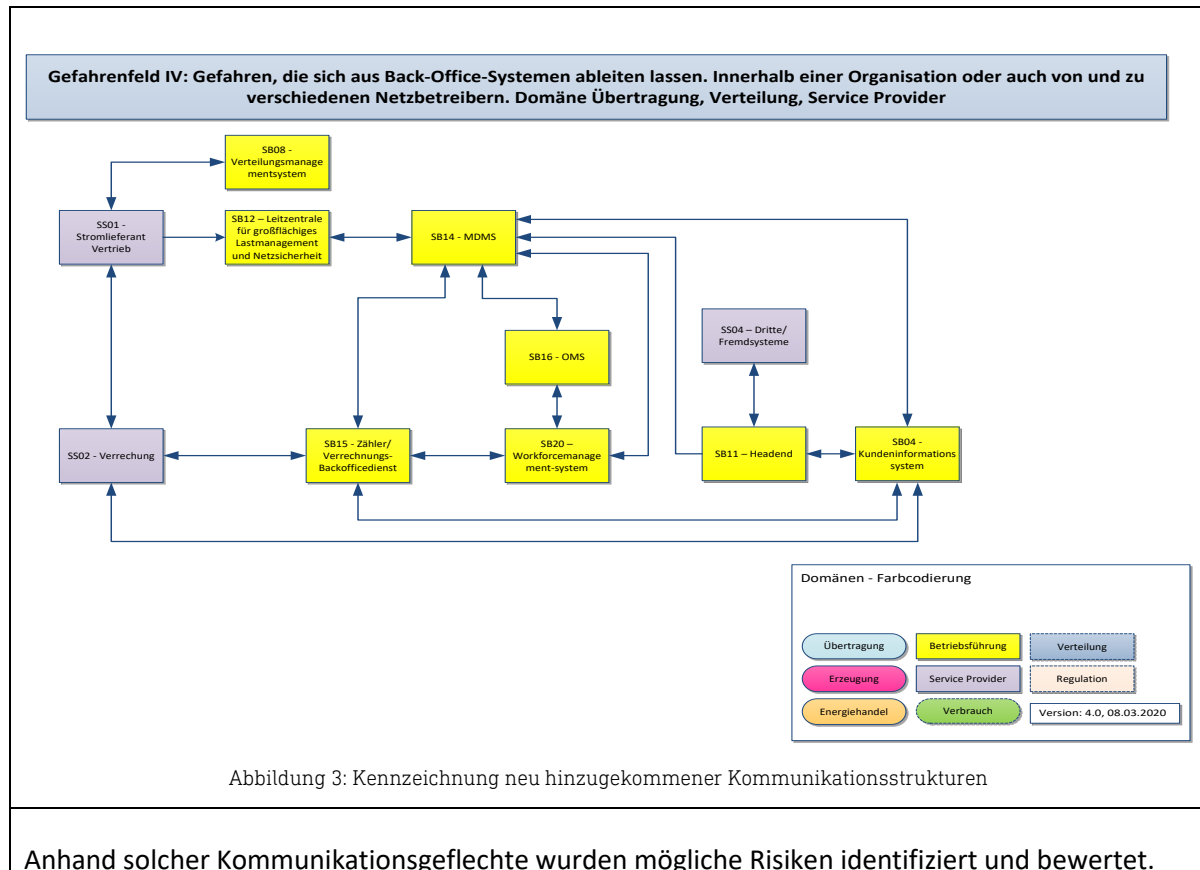 Gefahrenfeld IV: Gefahren, die sich aus Back-Office-Systemen ableiten lassen. Innerhalb einer Organisation oder auch von und zu
verschiedenen Netzbetreibern. Domäne Übertragung, Verteilung, Service Provider
SB08 -
Verteilungsmanage
mentsystem
SS01 -
Stromlieferant
Vertrieb
SB12 – Leitzentrale
für großflächiges
Lastmanagement
und Netzsicherheit
SB14 - MDMS
SS04 – Dritte/
Fremdsysteme
SB16 - OMS
SS02 - Verrechung
SB15 - Zähler/
Verrechnungs-
Backofficedienst
SB20 –
Workforcemanage
ment-system
SB11 – Headend
SB04 -
Kundeninformations
system
Domänen - Farbcodierung
Übertragung
Betriebsführung
Verteilung
Erzeugung
Service Provider
Regulation
Energiehandel
Verbrauch
Version: 4.0, 08.03.2020
Abbildung 3: Kennzeichnung neu hinzugekommener Kommunikationsstrukturen
Anhand solcher Kommunikationsgeflechte wurden mögliche Risiken identifiziert und bewertet.